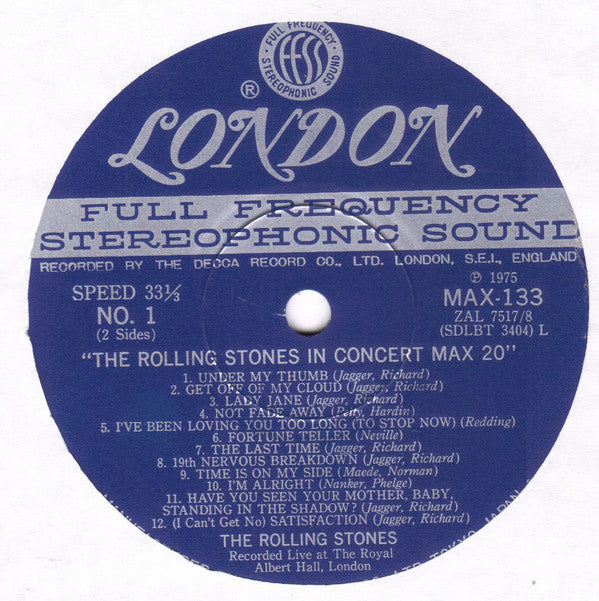 FULL FREQUENCY
FFSS
STEREOPHONIC SOUND
®
LONDON
FULL FREQUENCY
STEREOPHONIC SOUND
RECORDED BY THE DECCA RECORD CO., LTD. LONDON, S.E.I., ENGLAND
SPEED 33⅓
NO. 1
(2 Sides)
℗ 1975
MAX-133
ZAL 7517/8
(SDLBT 3404) L
"THE ROLLING STONES IN CONCERT MAX 20"
1. UNDER MY THUMB (Jagger, Richard)
2. GET OFF OF MY CLOUD (Jagger, Richard)
3. LADY JANE (Jagger, Richard)
4. NOT FADE AWAY (Petty, Hardin)
5. I'VE BEEN LOVING YOU TOO LONG (TO STOP NOW) (Redding)
6. FORTUNE TELLER (Neville)
7. THE LAST TIME (Jagger, Richard)
8. 19th NERVOUS BREAKDOWN (Jagger, Richard)
9. TIME IS ON MY SIDE (Maede, Norman)
10. I'M ALRIGHT (Nanker, Phelge)
11. HAVE YOU SEEN YOUR MOTHER, BABY,
STANDING IN THE SHADOW? (Jagger, Richard)
12. (I Can't Get No) SATISFACTION (Jagger, Richard)
THE ROLLING STONES
Recorded Live at The Royal
Albert Hall, London
TOKYO, JAPAN